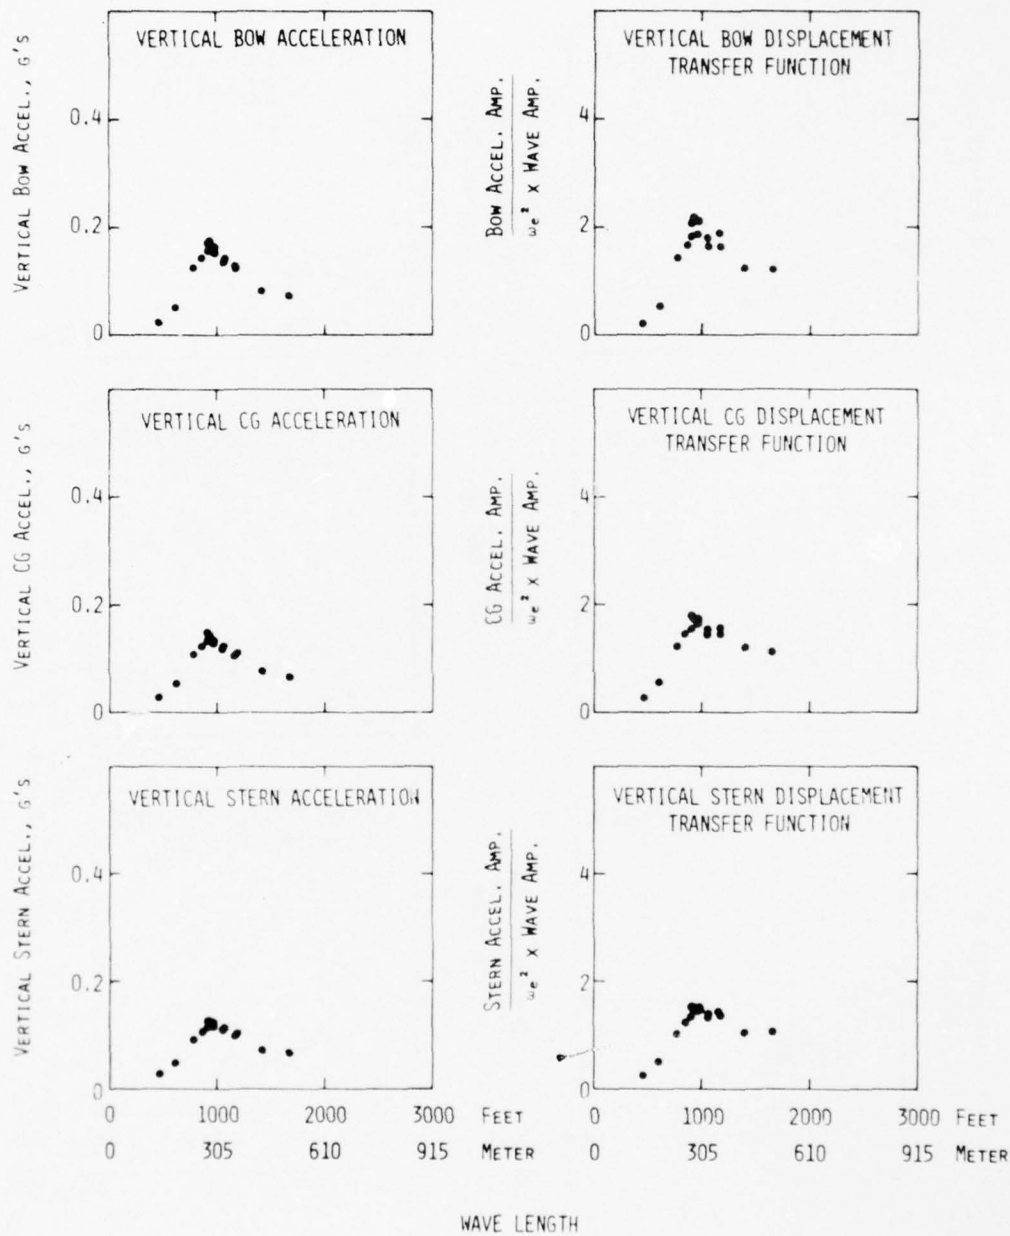 VERTICAL BOW ACCEL., G'S
VERTICAL BOW ACCELERATION
0.4
0.2
0
BOW ACCEL. AMP.
ωe² X WAVE AMP.
VERTICAL BOW DISPLACEMENT
TRANSFER FUNCTION
4
2
0
VERTICAL CG ACCEL., G'S
VERTICAL CG ACCELERATION
0.4
0.2
0
CG ACCEL. AMP.
ωe² X WAVE AMP.
VERTICAL CG DISPLACEMENT
TRANSFER FUNCTION
4
2
0
VERTICAL STERN ACCEL., G'S
VERTICAL STERN ACCELERATION
0.4
0.2
0
STERN ACCEL. AMP.
ωe² X WAVE AMP.
VERTICAL STERN DISPLACEMENT
TRANSFER FUNCTION
4
2
0
0 1000 2000 3000 FEET
0 305 610 915 METER
0 1000 2000 3000 FEET
0 305 610 915 METER
WAVE LENGTH